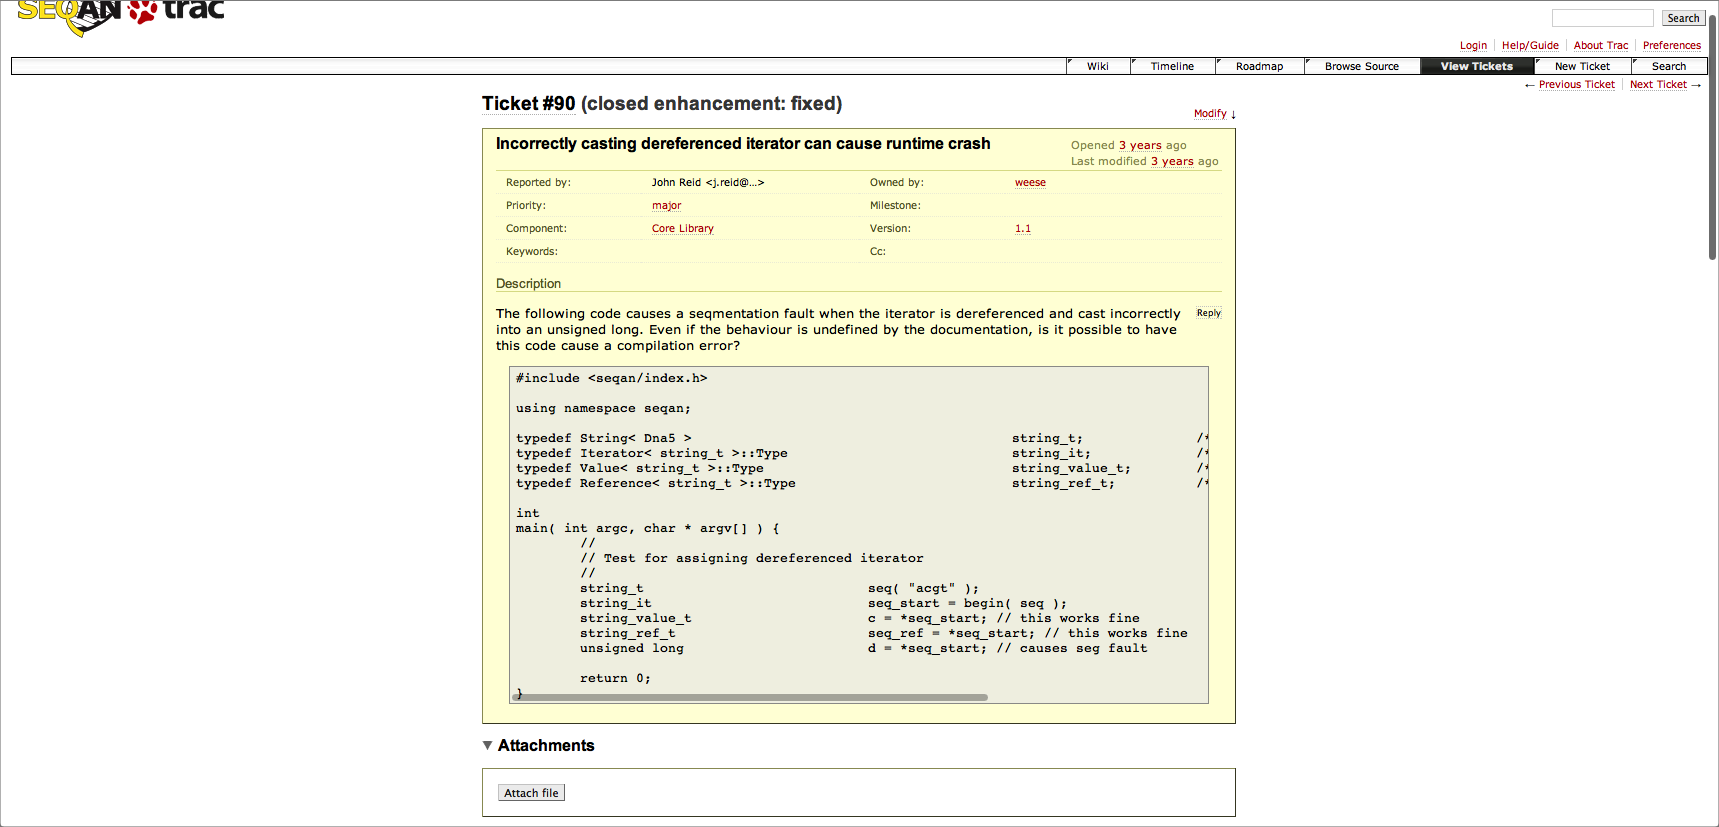 SEQAN trac
Search
Login Help/Guide About Trac Preferences
Wiki Timeline Roadmap Browse Source View Tickets New Ticket Search
← Previous Ticket Next Ticket →
Ticket #90 (closed enhancement: fixed)
Modify ↓
Incorrectly casting dereferenced iterator can cause runtime crash
Opened 3 years ago
Last modified 3 years ago
Reported by: John Reid <j.reid@…> Owned by: weese
Priority: major Milestone:
Component: Core Library Version: 1.1
Keywords: Cc:
Description
The following code causes a seqmentation fault when the iterator is dereferenced and cast incorrectly Reply
into an unsigned long. Even if the behaviour is undefined by the documentation, is it possible to have
this code cause a compilation error?
#include <seqan/index.h>
using namespace seqan;
typedef String< Dna5 > string_t; /*
typedef Iterator< string_t >::Type string_it; /*
typedef Value< string_t >::Type string_value_t; /*
typedef Reference< string_t >::Type string_ref_t; /*
int
main( int argc, char * argv[] ) {
//
// Test for assigning dereferenced iterator
//
string_t seq( "acgt" );
string_it seq_start = begin( seq );
string_value_t c = *seq_start; // this works fine
string_ref_t seq_ref = *seq_start; // this works fine
unsigned long d = *seq_start; // causes seg fault
return 0;
}
▼ Attachments
Attach file